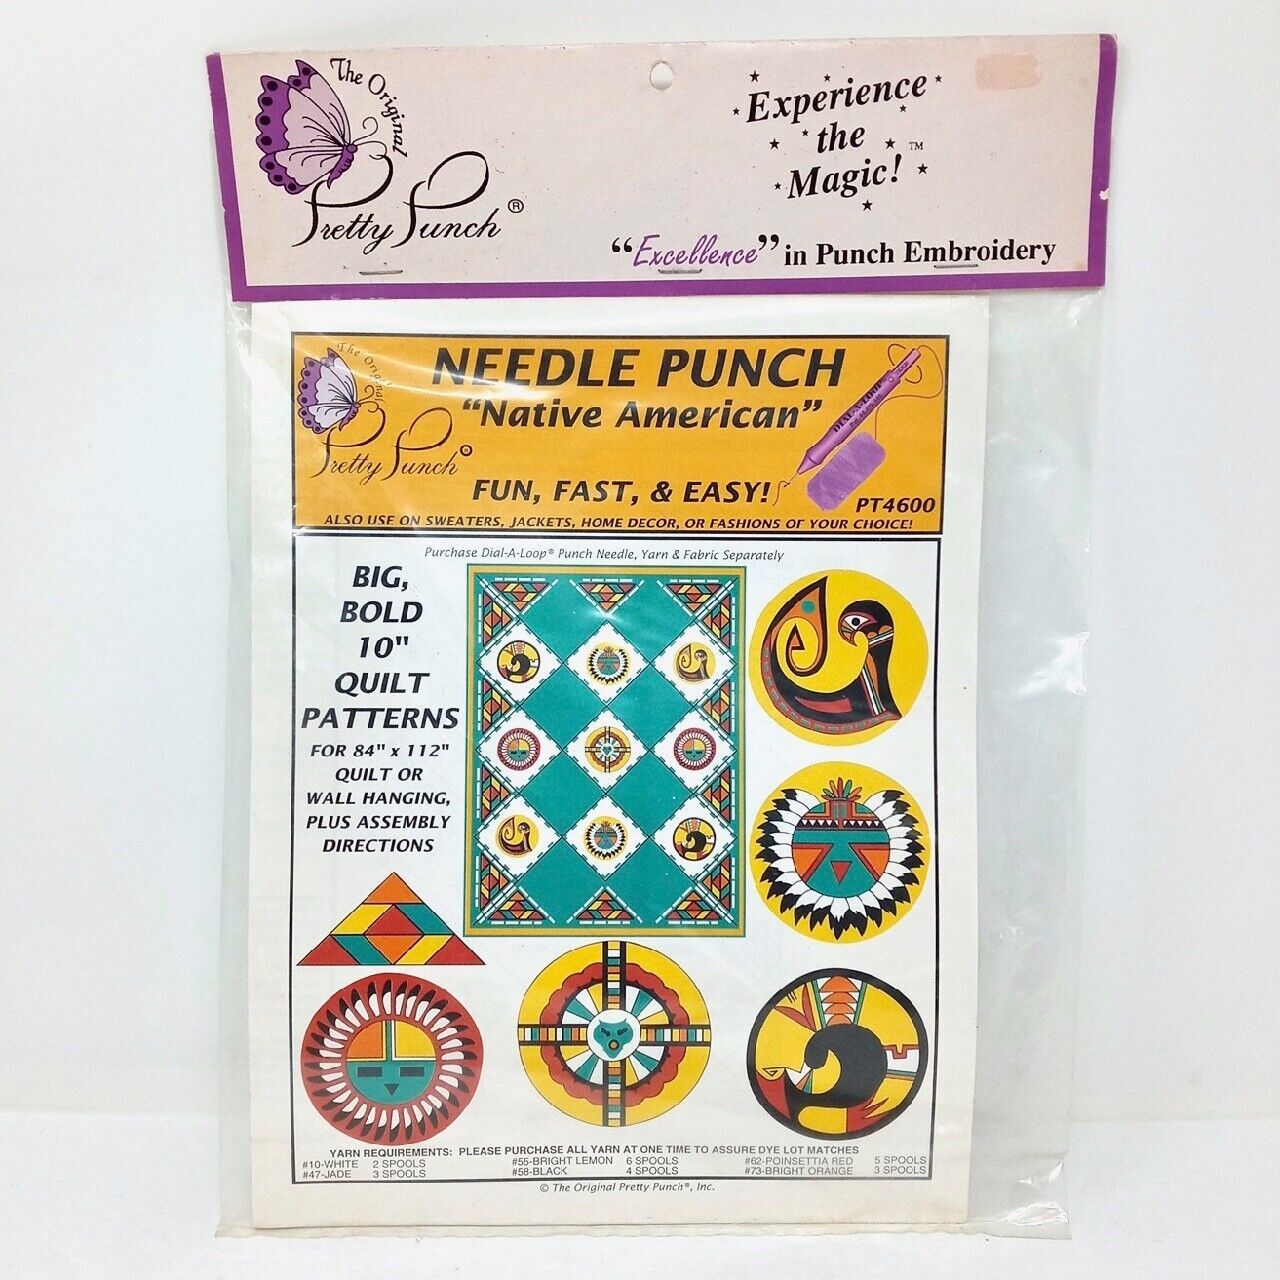 The Original
Pretty Punch®
Experience
the
Magic!™
“Excellence” in Punch Embroidery
The Original
Pretty Punch®
NEEDLE PUNCH
“Native American”
DIAL-A-LOOP
FUN, FAST, & EASY!
PT4600
ALSO USE ON SWEATERS, JACKETS, HOME DECOR, OR FASHIONS OF YOUR CHOICE!
Purchase Dial-A-Loop® Punch Needle, Yarn & Fabric Separately
BIG,
BOLD
10"
QUILT
PATTERNS
FOR 84" x 112"
QUILT OR
WALL HANGING,
PLUS ASSEMBLY
DIRECTIONS
YARN REQUIREMENTS: PLEASE PURCHASE ALL YARN AT ONE TIME TO ASSURE DYE LOT MATCHES
#10-WHITE 2 SPOOLS #55-BRIGHT LEMON 6 SPOOLS #62-POINSETTIA RED 5 SPOOLS
#47-JADE 3 SPOOLS #58-BLACK 4 SPOOLS #73-BRIGHT ORANGE 3 SPOOLS
© The Original Pretty Punch®, Inc.